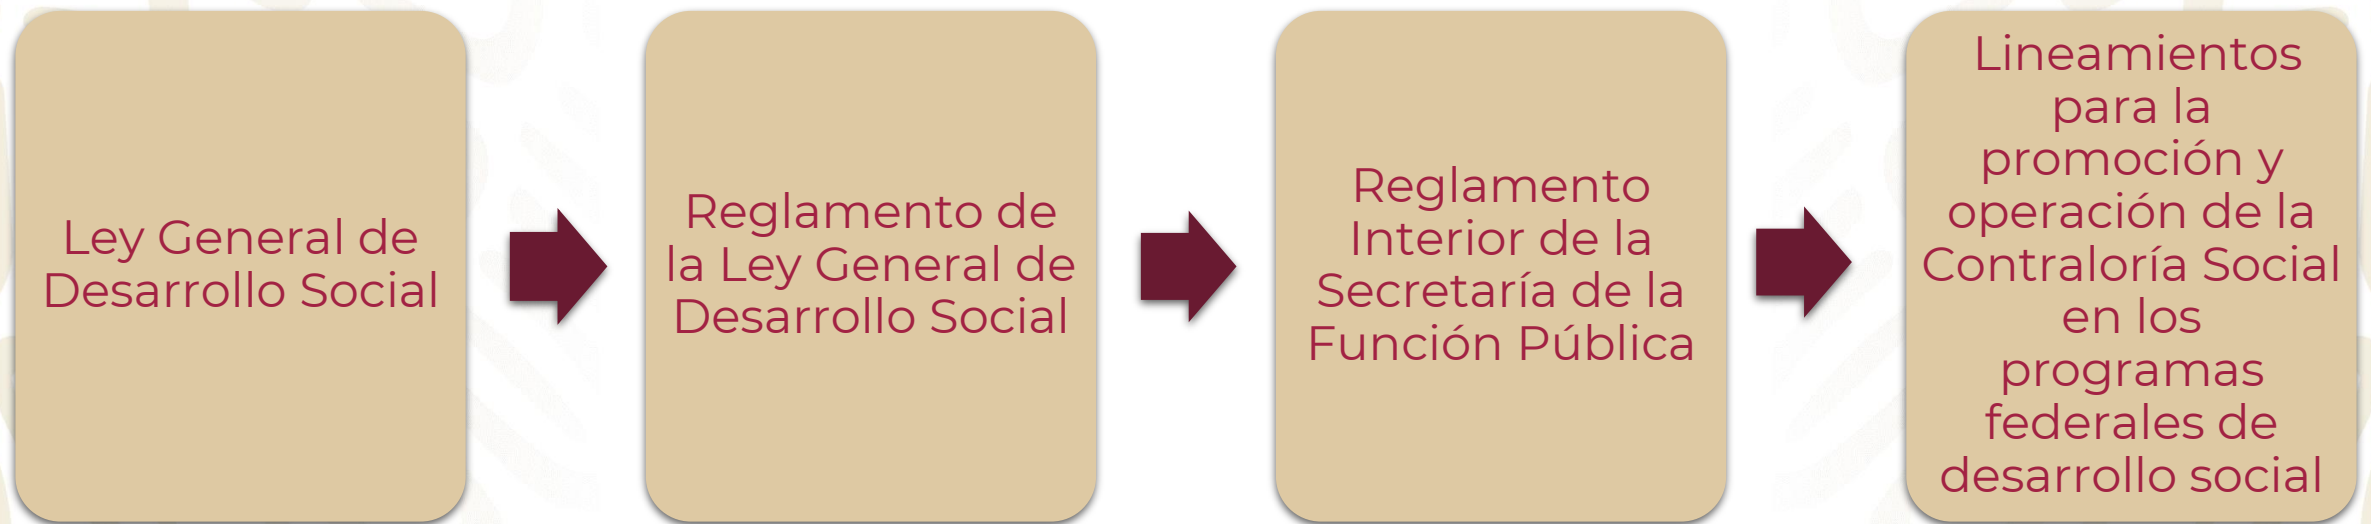 Ley General de
Desarrollo Social
Reglamento de
la Ley General de
Desarrollo Social
Reglamento
Interior de la
Secretaría de la
Función Pública
Lineamientos
para la
promoción y
operación de la
Contraloría Social
en los
programas
federales de
desarrollo social